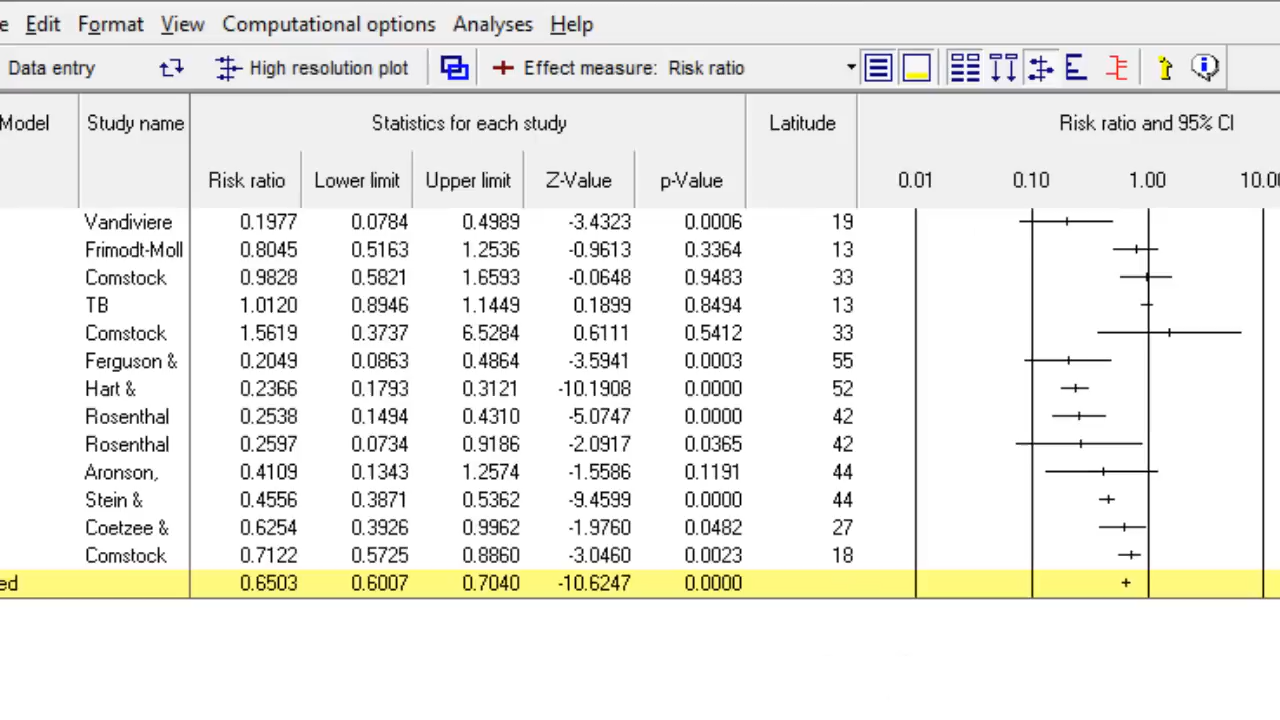 e Edit Format View Computational options Analyses Help
Data entry High resolution plot Effect measure: Risk ratio
Model Study name Statistics for each study Latitude Risk ratio and 95% CI
Risk ratio Lower limit Upper limit Z-Value p-Value 0.01 0.10 1.00 10.00
Vandiviere 0.1977 0.0784 0.4989 -3.4323 0.0006 19
Frimodt-Moll 0.8045 0.5163 1.2536 -0.9613 0.3364 13
Comstock 0.9828 0.5821 1.6593 -0.0648 0.9483 33
TB 1.0120 0.8946 1.1449 0.1899 0.8494 13
Comstock 1.5619 0.3737 6.5284 0.6111 0.5412 33
Ferguson & 0.2049 0.0863 0.4864 -3.5941 0.0003 55
Hart & 0.2366 0.1793 0.3121 -10.1908 0.0000 52
Rosenthal 0.2538 0.1494 0.4310 -5.0747 0.0000 42
Rosenthal 0.2597 0.0734 0.9186 -2.0917 0.0365 42
Aronson, 0.4109 0.1343 1.2574 -1.5586 0.1191 44
Stein & 0.4556 0.3871 0.5362 -9.4599 0.0000 44
Coetzee & 0.6254 0.3926 0.9962 -1.9760 0.0482 27
Comstock 0.7122 0.5725 0.8860 -3.0460 0.0023 18
ed 0.6503 0.6007 0.7040 -10.6247 0.0000